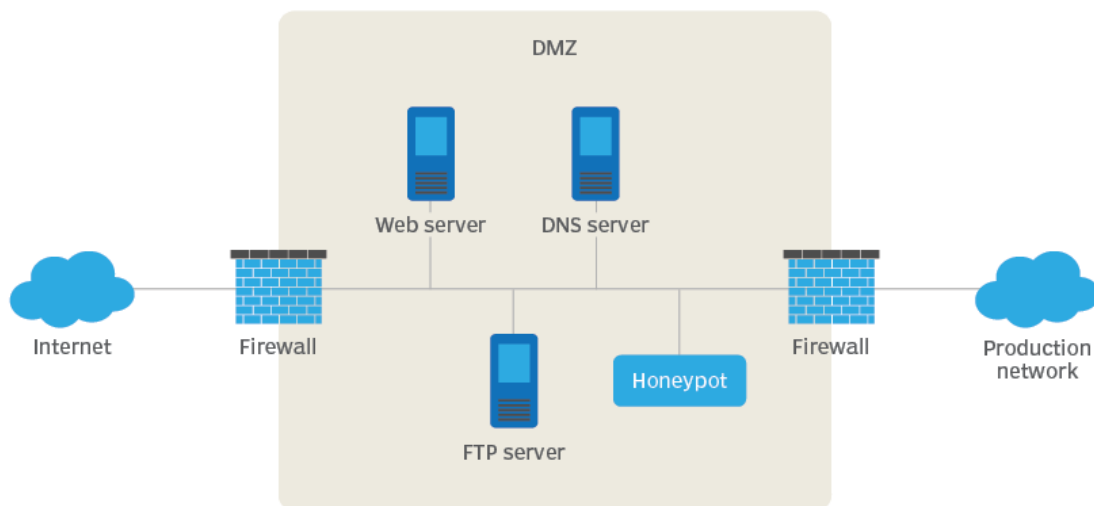 DMZ
Web server
DNS server
Internet
Firewall
Firewall
Production
network
Honeypot
FTP server